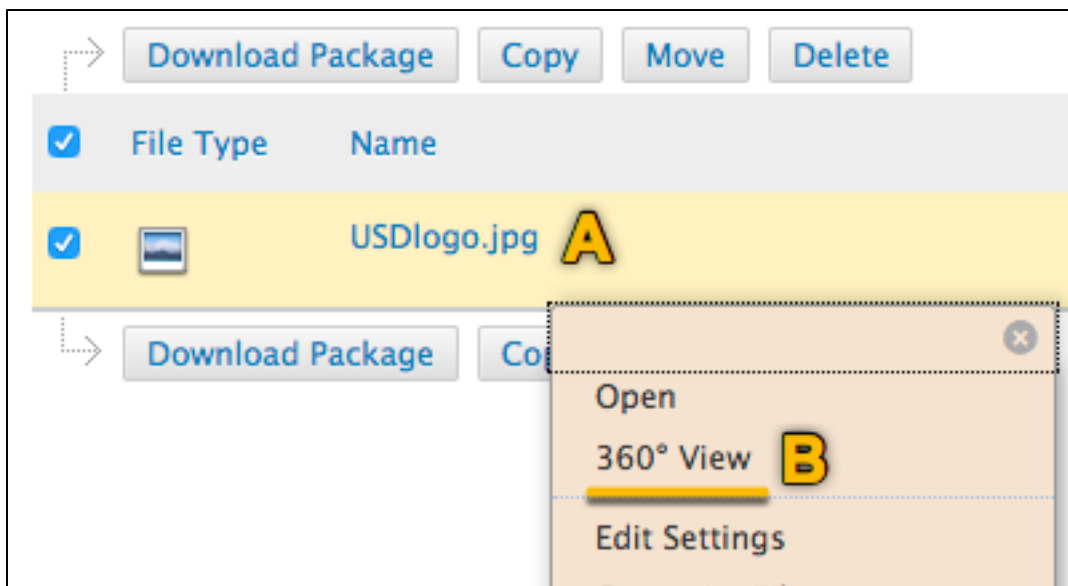 Download Package Copy Move Delete
File Type Name
USDlogo.jpg A
Download Package
Open
360° View B
Edit Settings